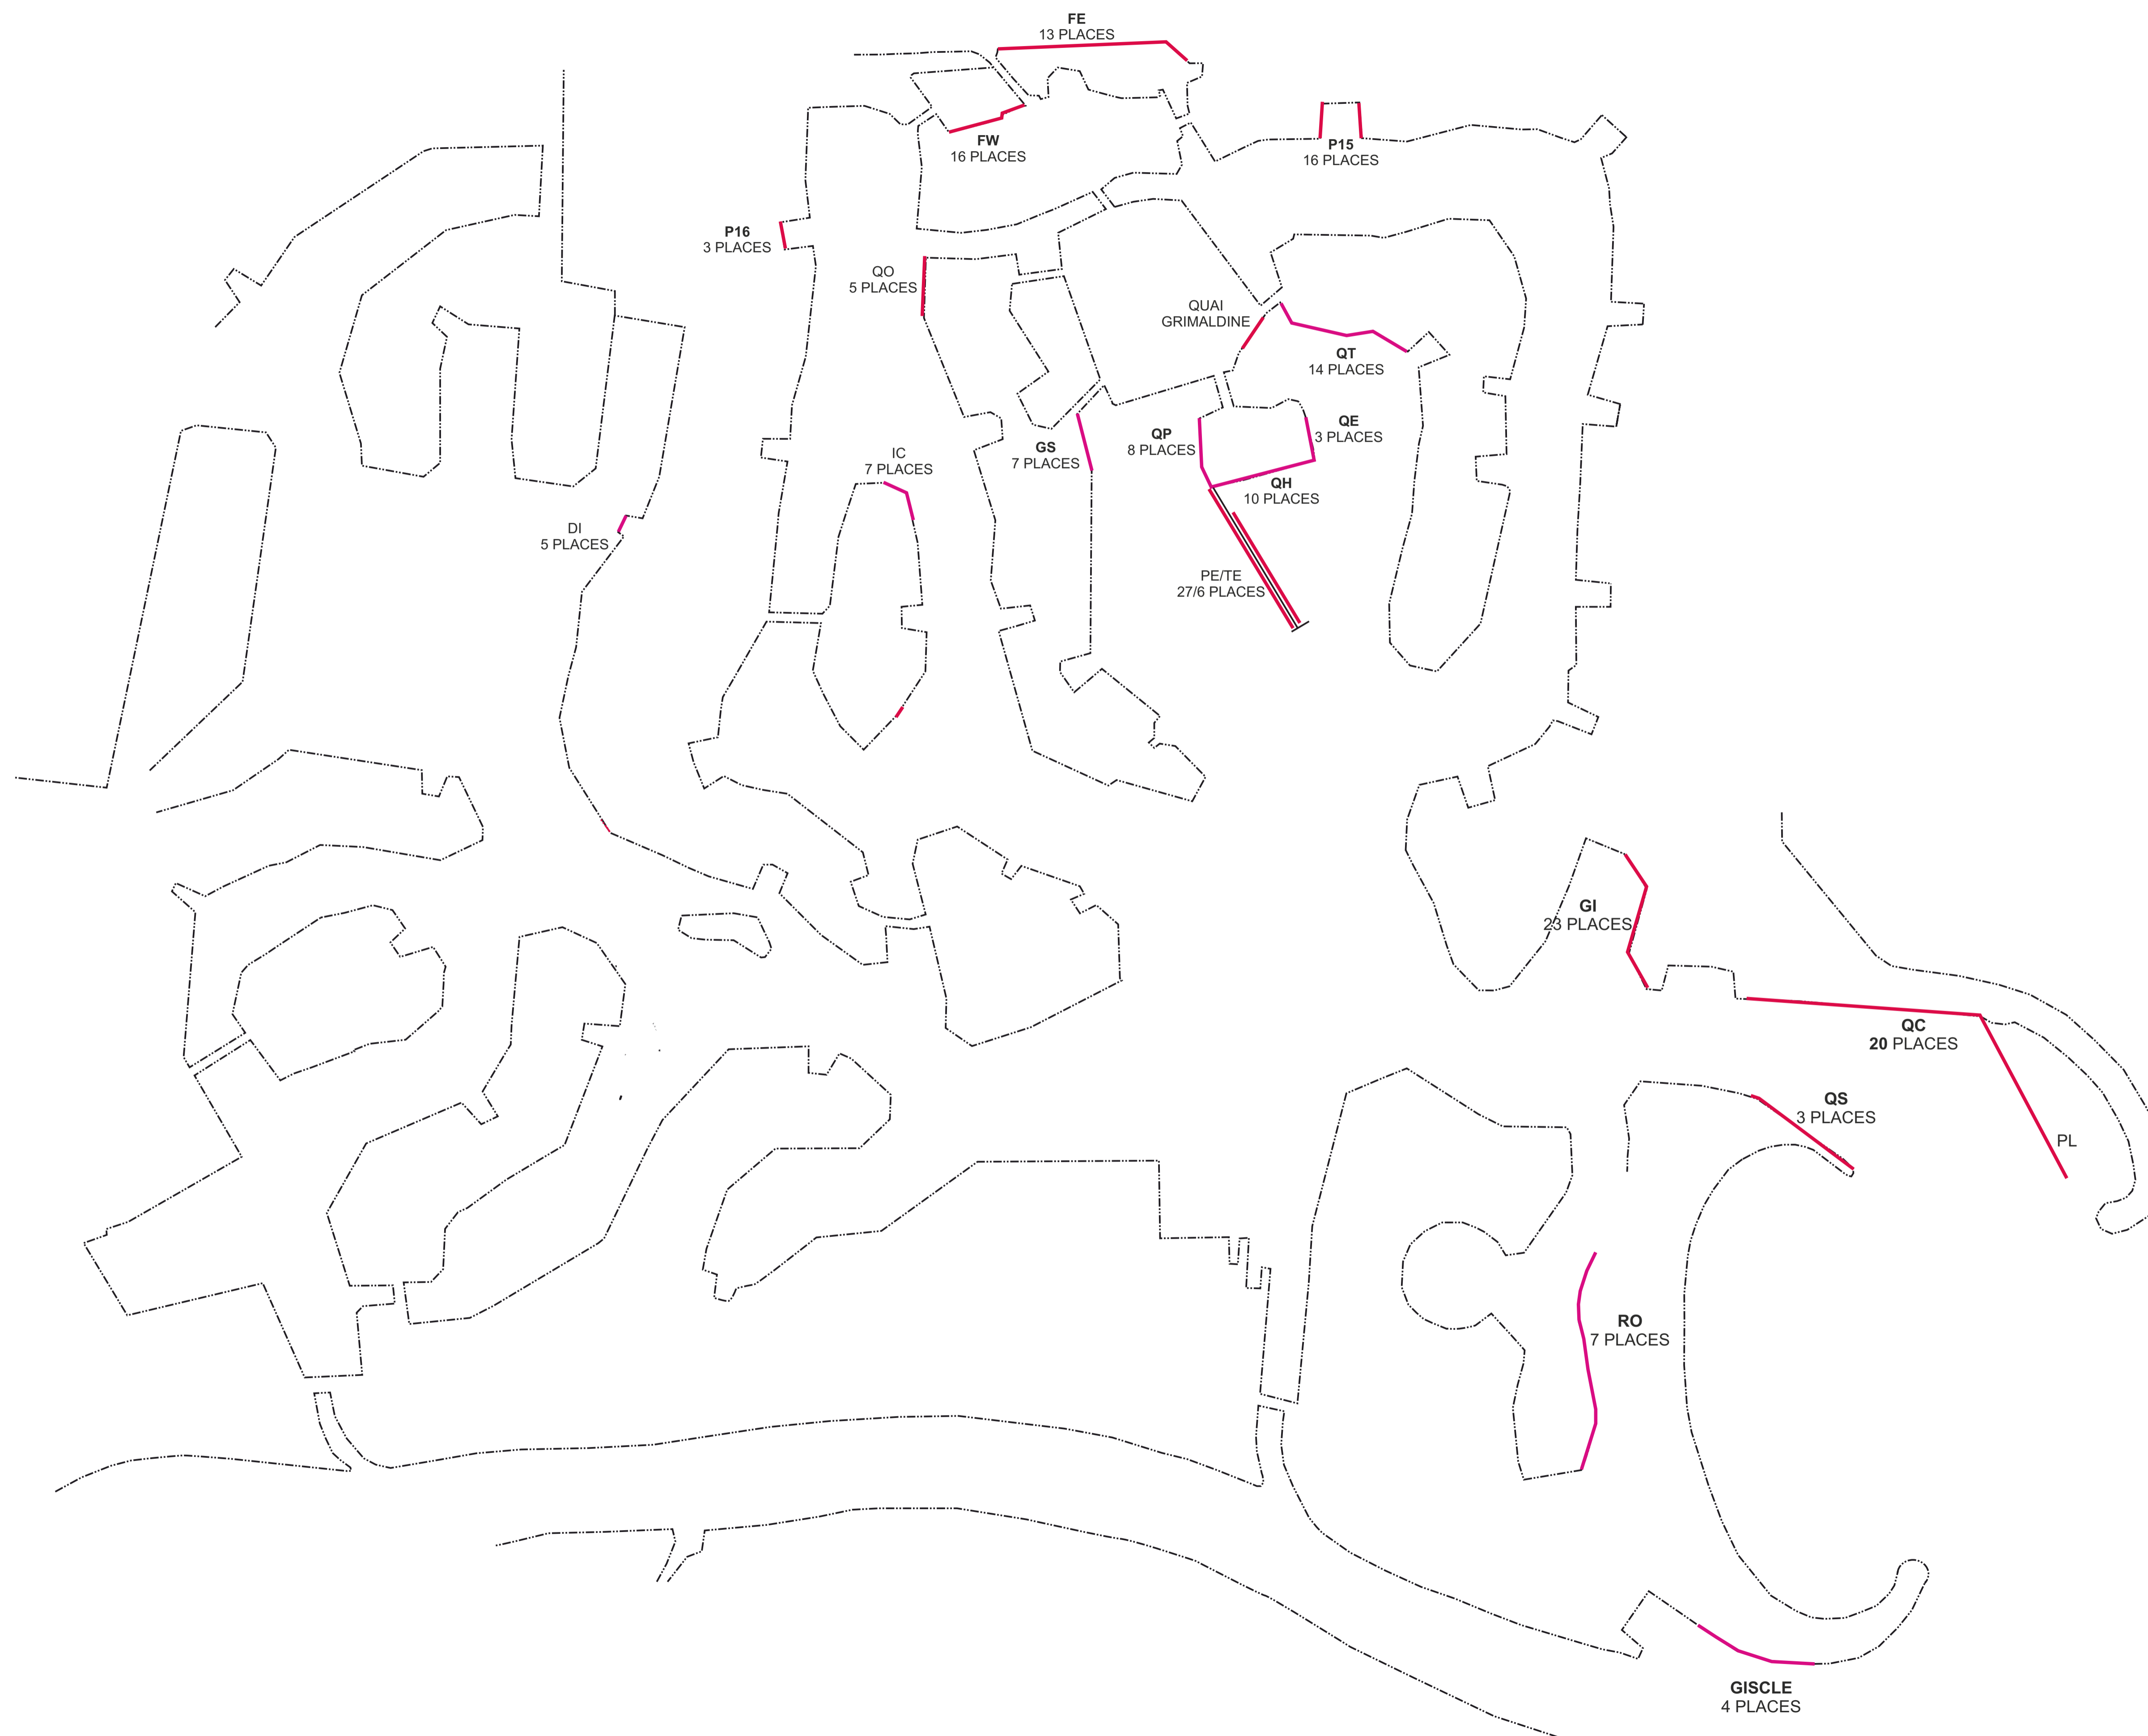 FE
13 PLACES
FW
16 PLACES
P15
16 PLACES
P16
3 PLACES
QO
5 PLACES
QUAI
GRIMALDINE
QT
14 PLACES
QE
3 PLACES
QP
8 PLACES
GS
7 PLACES
IC
7 PLACES
QH
10 PLACES
DI
5 PLACES
PE/TE
27/6 PLACES
GI
23 PLACES
QC
20 PLACES
QS
3 PLACES
PL
RO
7 PLACES
GISCLE
4 PLACES